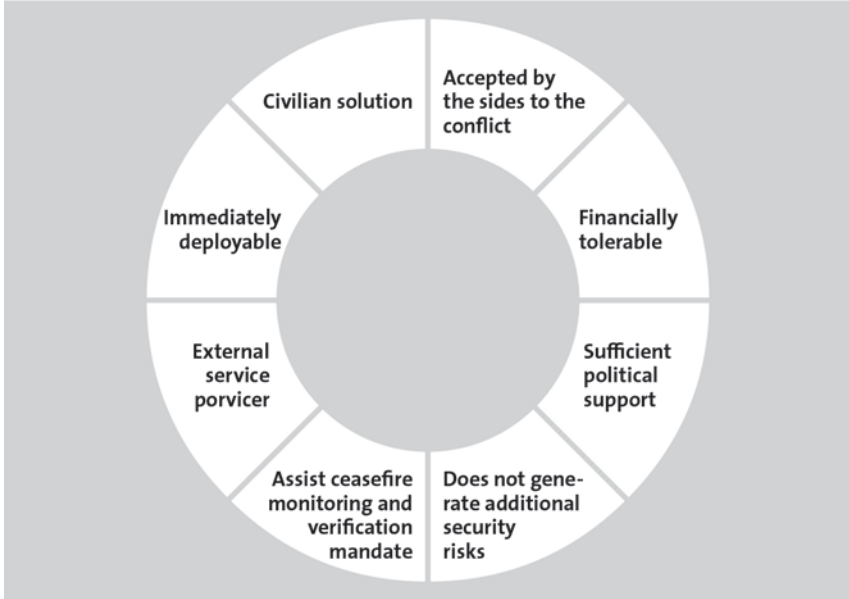 Civilian solution
Accepted by
the sides to the
conflict
Financially
tolerable
Sufficient
political
support
Does not gene-
rate additional
security
risks
Assist ceasefire
monitoring and
verification
mandate
External
service
porvicer
Immediately
deployable